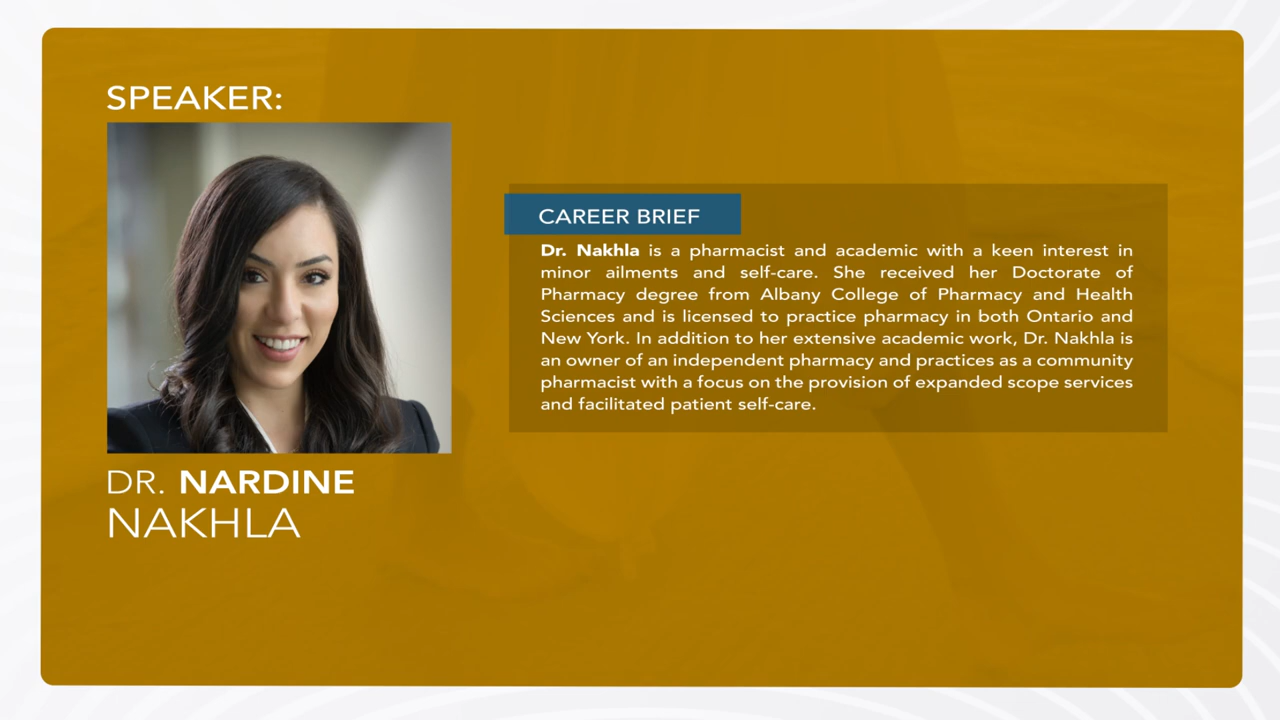 SPEAKER:
DR. NARDINE
NAKHLA
CAREER BRIEF
Dr. Nakhla is a pharmacist and academic with a keen interest in
minor ailments and self-care. She received her Doctorate of
Pharmacy degree from Albany College of Pharmacy and Health
Sciences and is licensed to practice pharmacy in both Ontario and
New York. In addition to her extensive academic work, Dr. Nakhla is
an owner of an independent pharmacy and practices as a community
pharmacist with a focus on the provision of expanded scope services
and facilitated patient self-care.